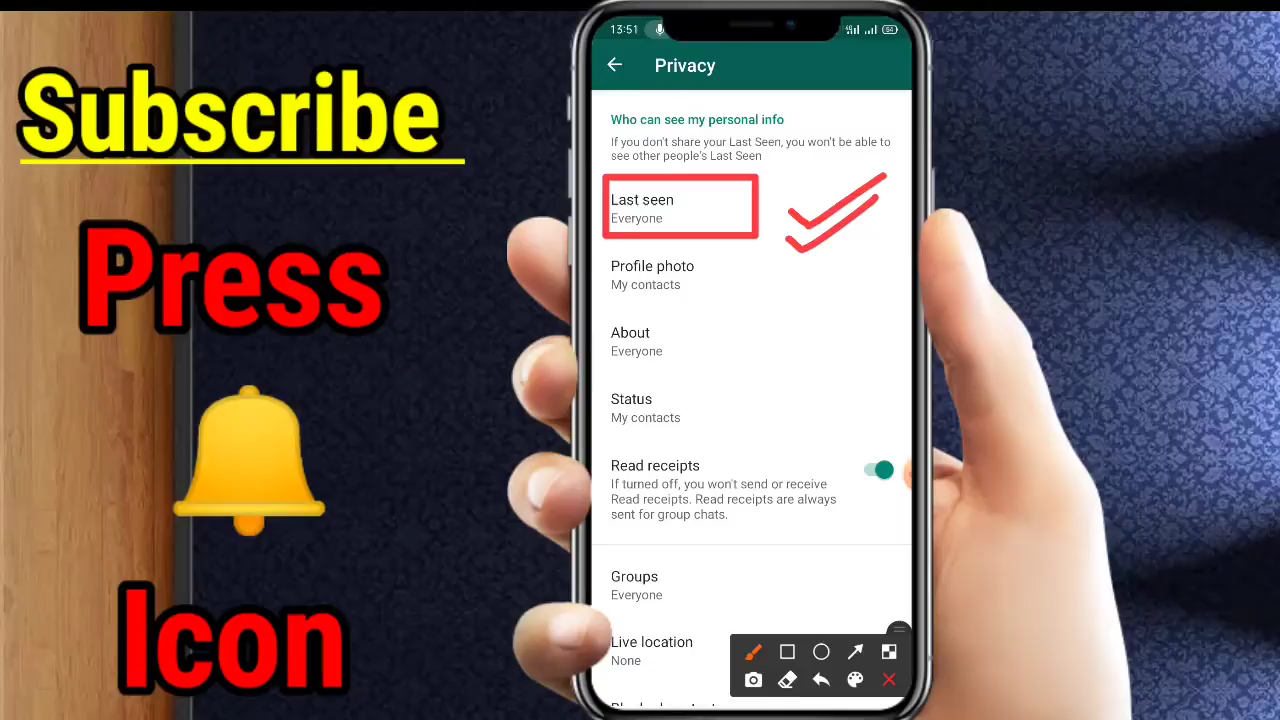 Subscribe
Press
Icon
13:51
54
Privacy
Who can see my personal info
If you don't share your Last Seen, you won't be able to
see other people's Last Seen
Last seen
Everyone
Profile photo
My contacts
About
Everyone
Status
My contacts
Read receipts
If turned off, you won't send or receive
Read receipts. Read receipts are always
sent for group chats.
Groups
Everyone
Live location
None